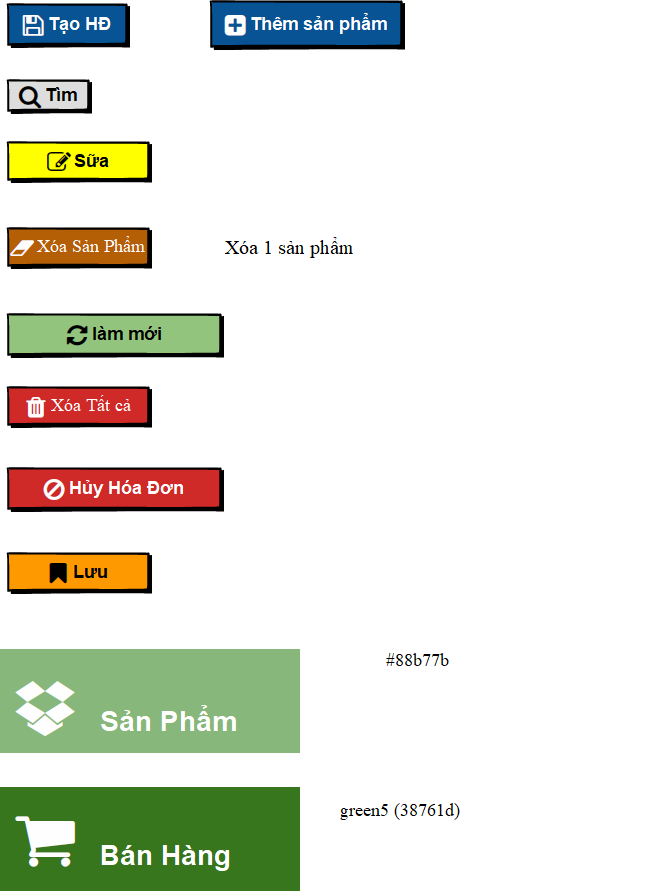 Tạo HĐ
Thêm sản phẩm
Tìm
Sữa
Xóa Sản Phẩm
Xóa 1 sản phẩm
làm mới
Xóa Tất cả
Hủy Hóa Đơn
Lưu
#88b77b
Sản Phẩm
green5 (38761d)
Bán Hàng